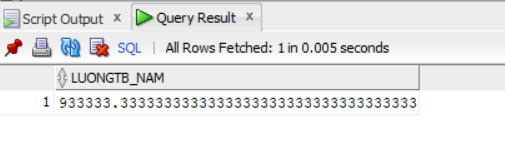 Script Output x Query Result x
SQL | All Rows Fetched: 1 in 0.005 seconds
LUONGTB_NAM
1 933333.3333333333333333333333333333333333